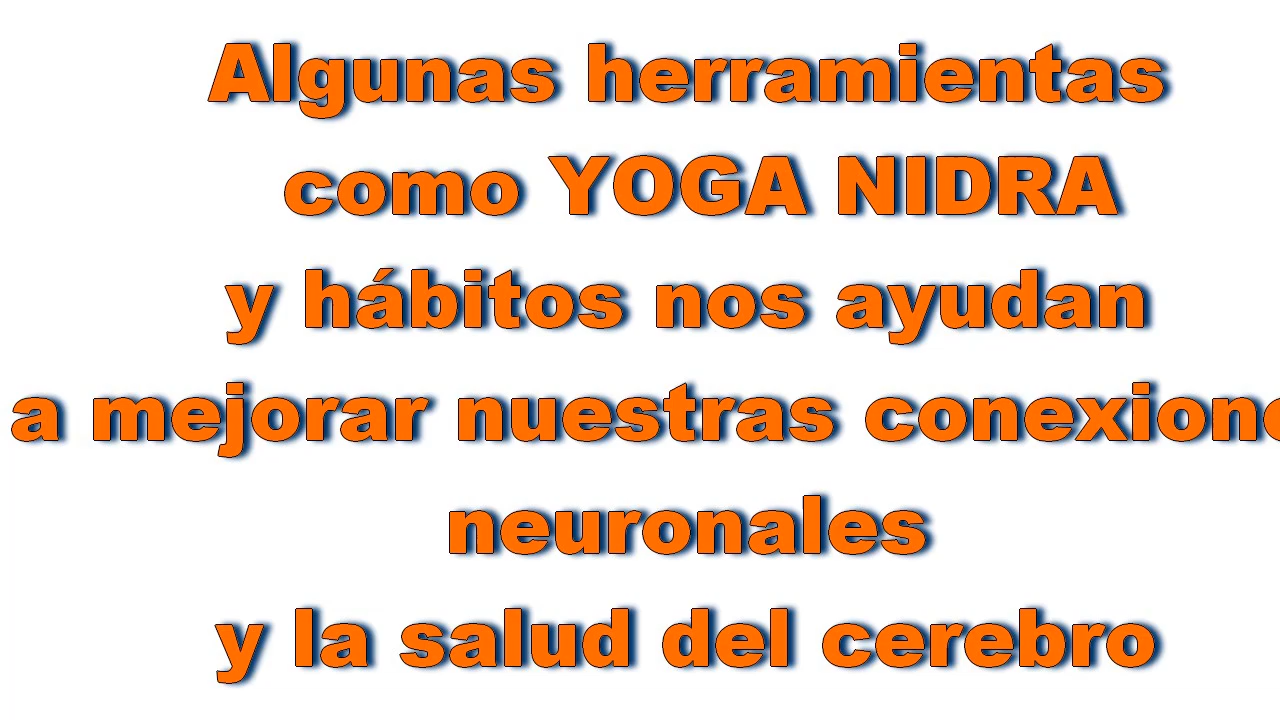 Algunas herramientas
como YOGA NIDRA
y hábitos nos ayudan
a mejorar nuestras conexione
neuronales
y la salud del cerebro